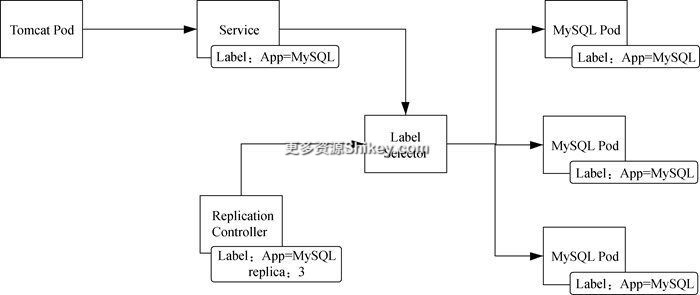 Tomcat Pod
Service
Label：App=MySQL
MySQL Pod
Label：App=MySQL
Label
Selector
更多资源Shikey.com
MySQL Pod
Label：App=MySQL
Replication
Controller
Label：App=MySQL
replica：3
MySQL Pod
Label：App=MySQL